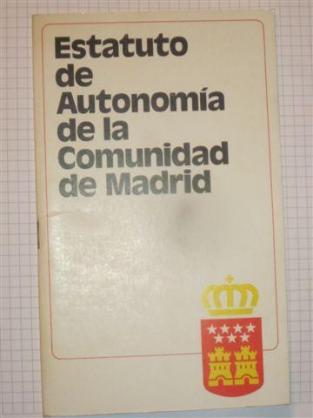 Estatuto
de
Autonomía
de la
Comunidad
de Madrid